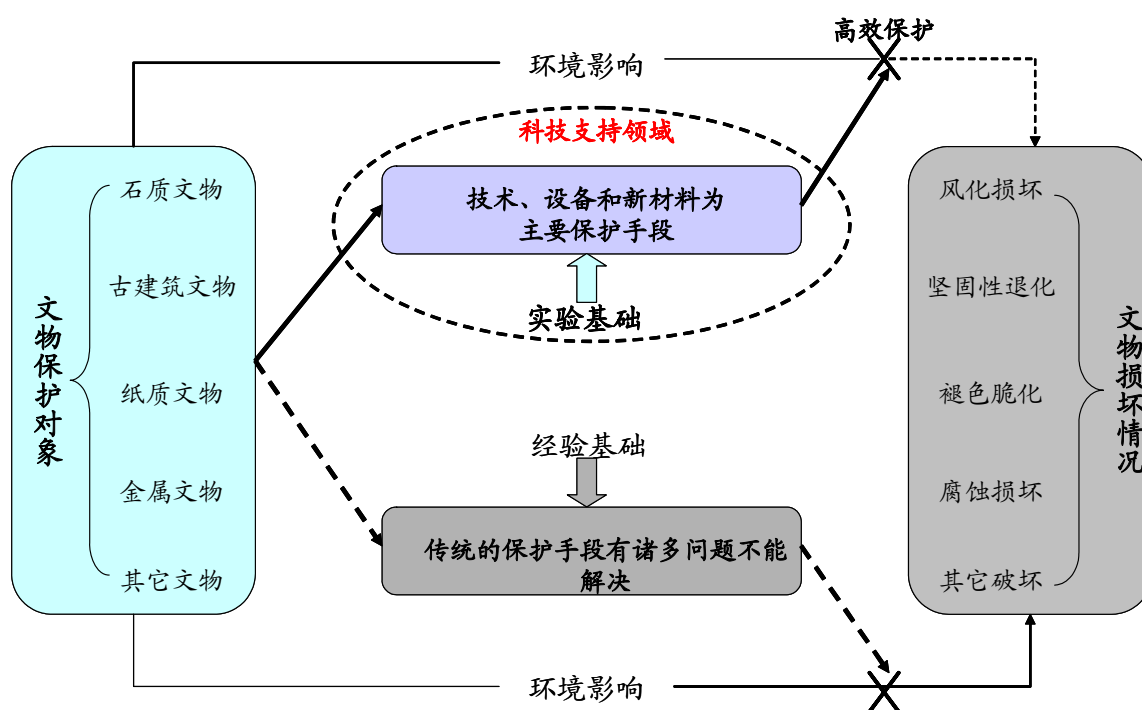 高效保护
环境影响
科技支持领域
技术、设备和新材料为
主要保护手段
实验基础
文物保护对象
石质文物
古建筑文物
纸质文物
金属文物
其它文物
经验基础
传统的保护手段有诸多问题不能
解决
风化损坏
坚固性退化
褪色脆化
腐蚀损坏
其它破坏
文物损坏情况
环境影响